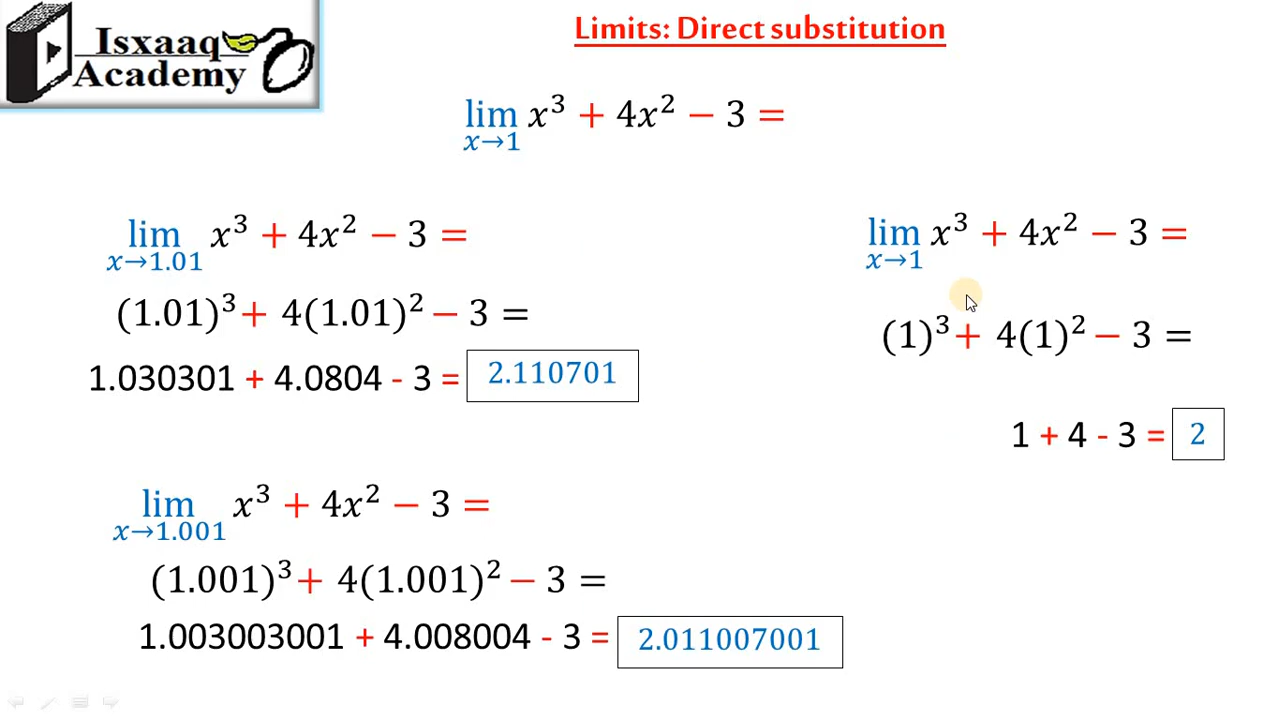 Isxaaq
Academy
Limits: Direct substitution
lim x→1 x³ + 4x² − 3 =
lim x→1.01 x³ + 4x² − 3 =
(1.01)³ + 4(1.01)² − 3 =
1.030301 + 4.0804 - 3 = 2.110701
lim x→1.001 x³ + 4x² − 3 =
(1.001)³ + 4(1.001)² − 3 =
1.003003001 + 4.008004 - 3 = 2.011007001
lim x→1 x³ + 4x² − 3 =
(1)³ + 4(1)² − 3 =
1 + 4 - 3 = 2